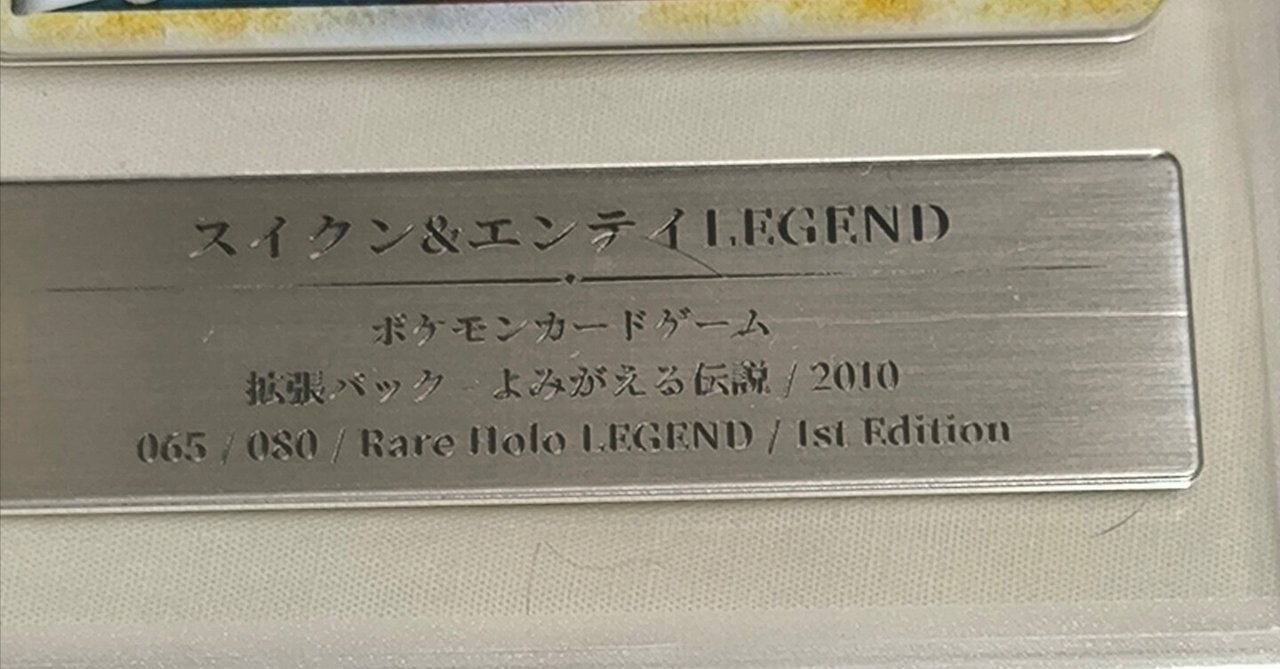 スイクン&エンテイLEGEND
ポケモンカードゲーム
拡張パック - よみがえる伝説 / 2010
065 / 080 / Rare Holo LEGEND / 1st Edition